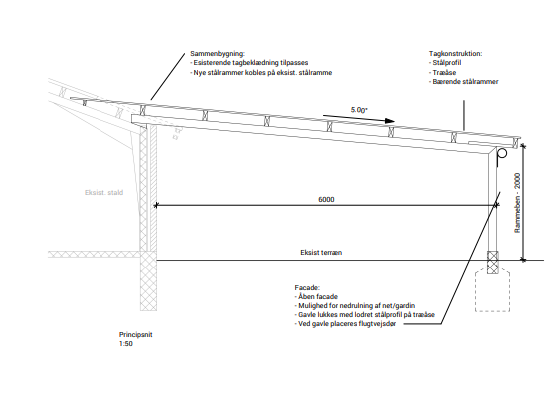 Sammenbygning:
- Esisterende tagbeklædning tilpasses
- Nye stålrammer kobles på eksist. stålramme
Tagkonstruktion:
- Stålprofil
- Træåse
- Bærende stålrammer
5.00°
Eksist. stald
6000
Rammeben - 2000
Eksist terræn
Facade:
- Åben facade
- Mulighed for nedrulning af net/gardin
- Gavle lukkes med lodret stålprofil på træåse
- Ved gavle placeres flugtvejsdør
Principsnit
1:50